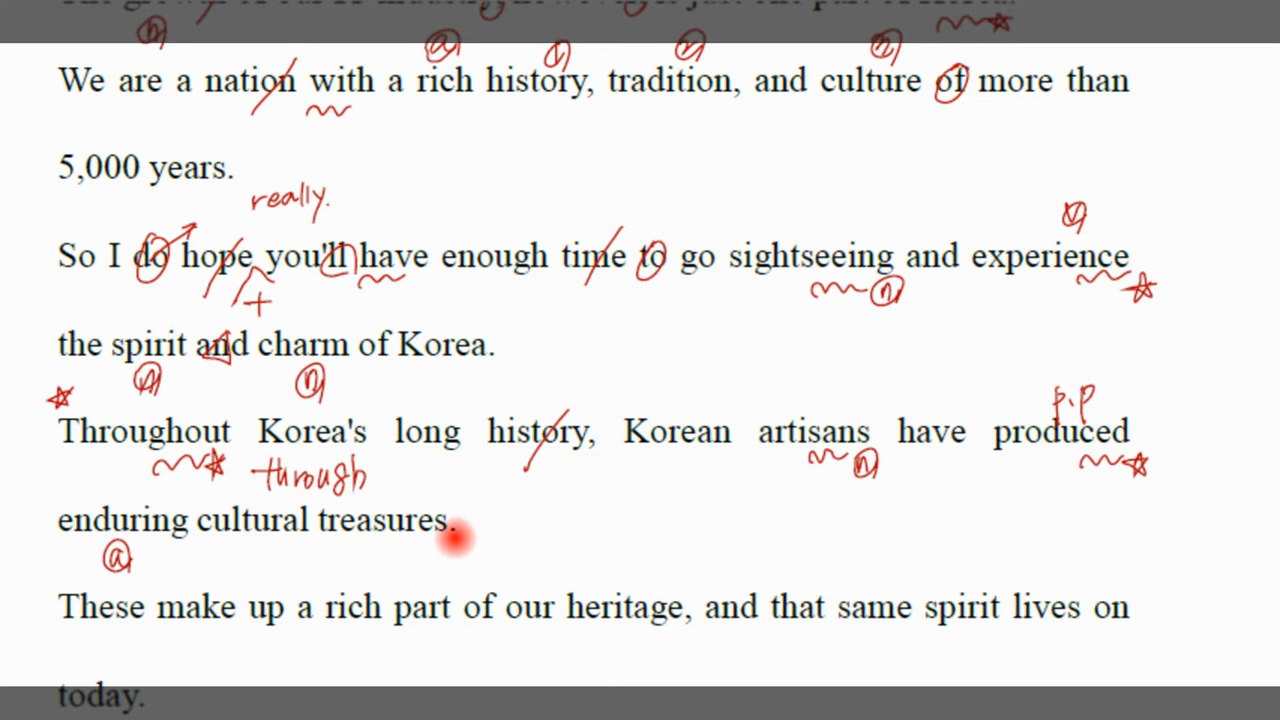 We are a nation with a rich history, tradition, and culture of more than
5,000 years.
really.
So I do hope you'll have enough time to go sightseeing and experience
+
n
the spirit and charm of Korea.
n n
p.p
Throughout Korea's long history, Korean artisans have produced
through n
enduring cultural treasures.
a
These make up a rich part of our heritage, and that same spirit lives on
today.